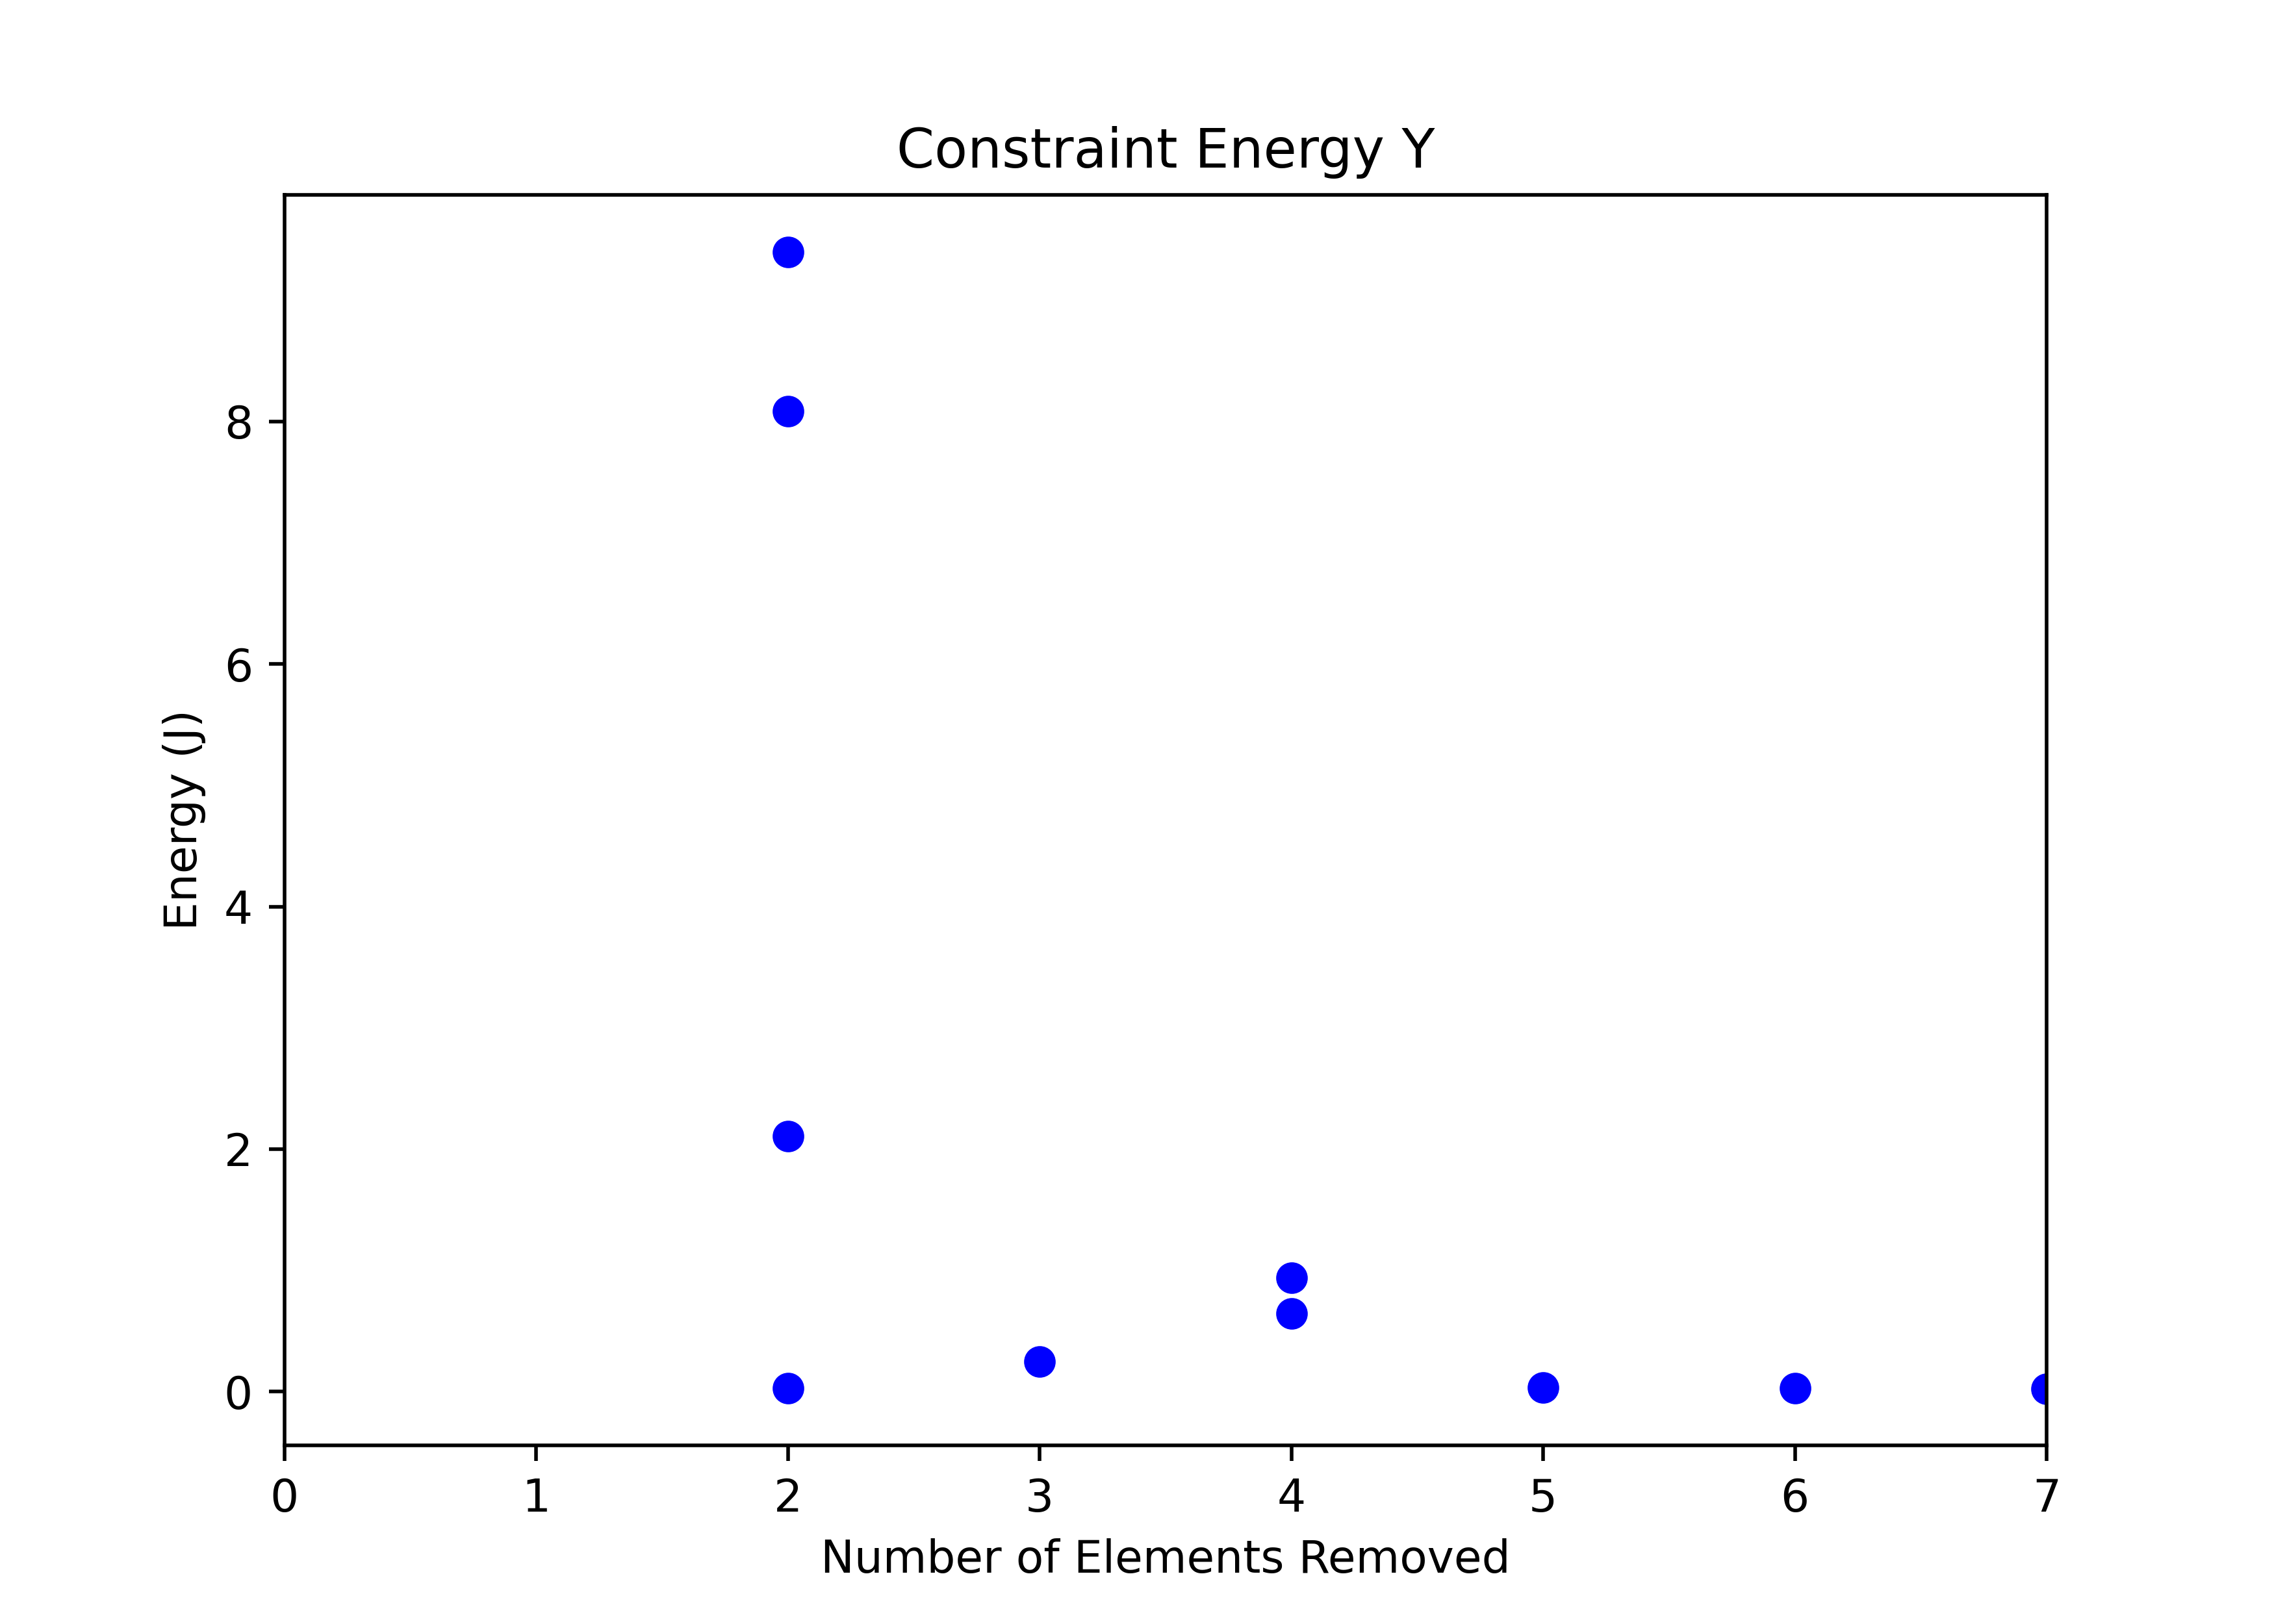 Constraint Energy Y
8
6
4
2
0
Energy (J)
0 1 2 3 4 5 6 7
Number of Elements Removed